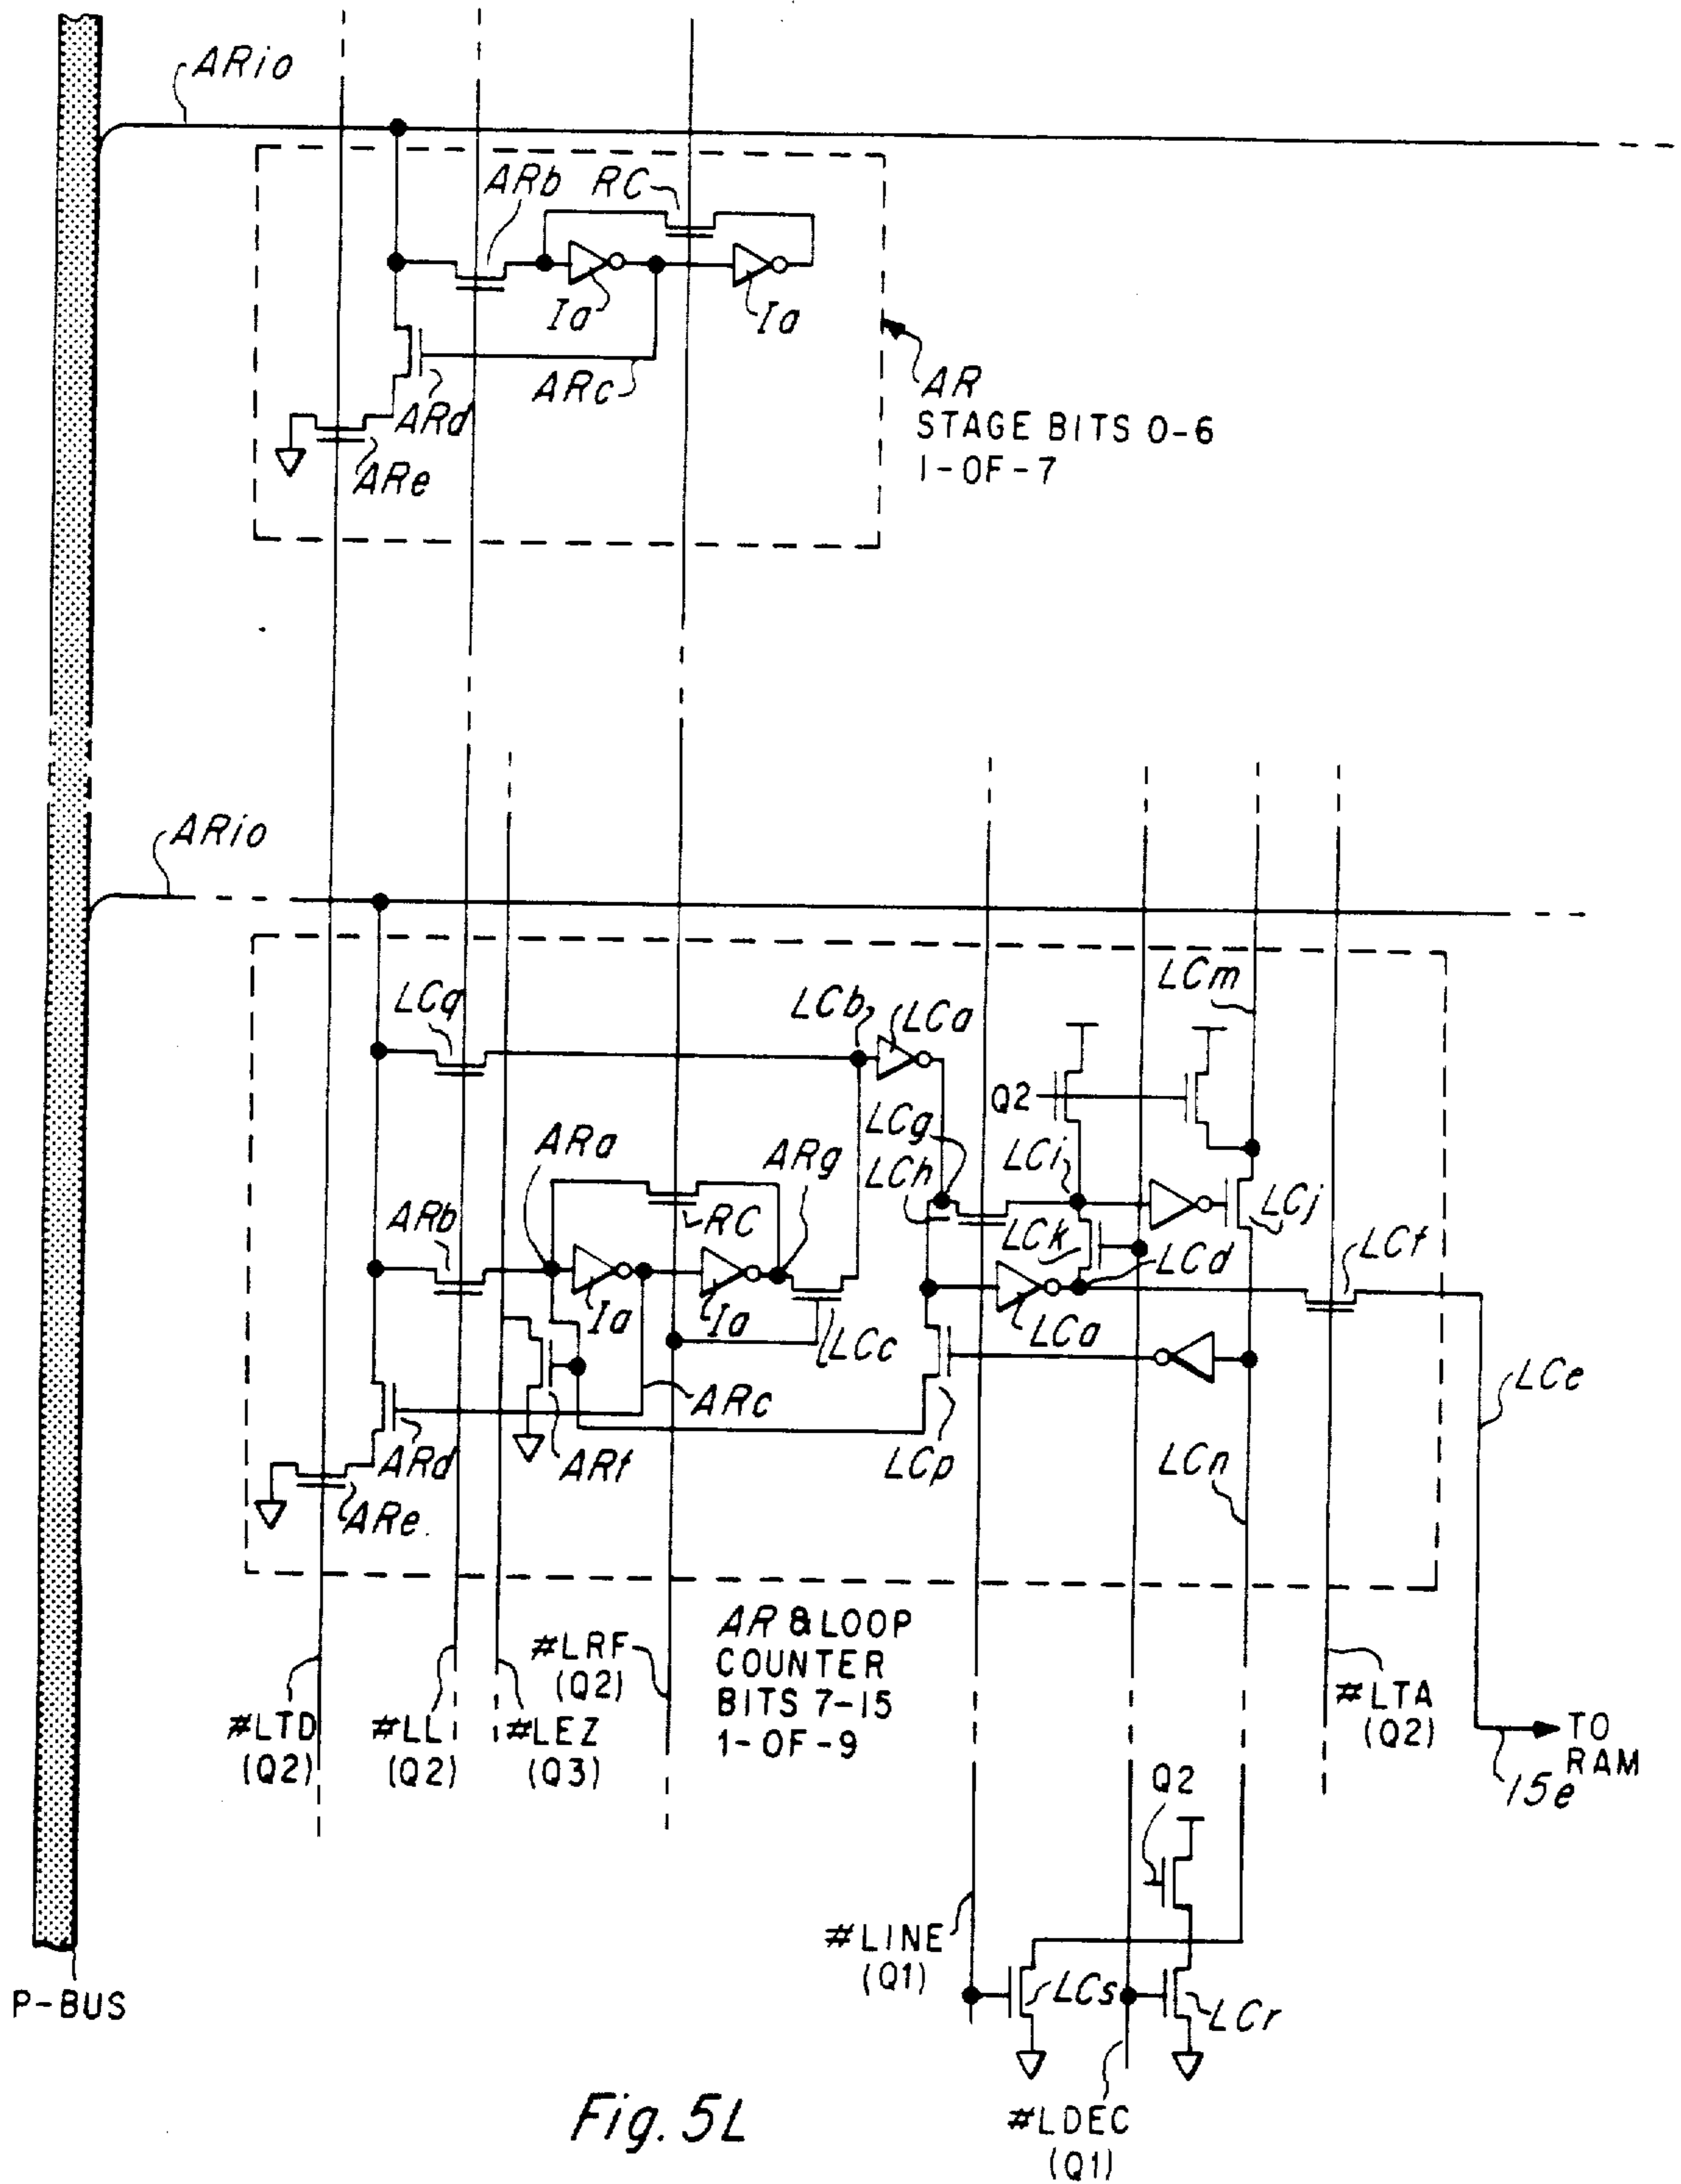 ARio
ARb
RC
Ia
Ia
ARc
ARd
ARe
AR
STAGE BITS 0-6
1-OF-7
ARio
LCq
LCb
LCa
LCm
Q2
LCg
LCh
LCi
LCj
LCk
LCd
LCf
ARa
ARg
ARb
RC
Ia
Ia
LCc
LCa
LCe
ARc
ARd
ARf
LCp
LCn
ARe
#LTD
(Q2)
#LL
(Q2)
#LEZ
(Q3)
#LRF
(Q2)
AR & LOOP
COUNTER
BITS 7-15
1-OF-9
#LTA
(Q2)
TO
RAM
15e
Q2
#LINE
(Q1)
LCs
LCr
P-BUS
#LDEC
(Q1)
Fig. 5L